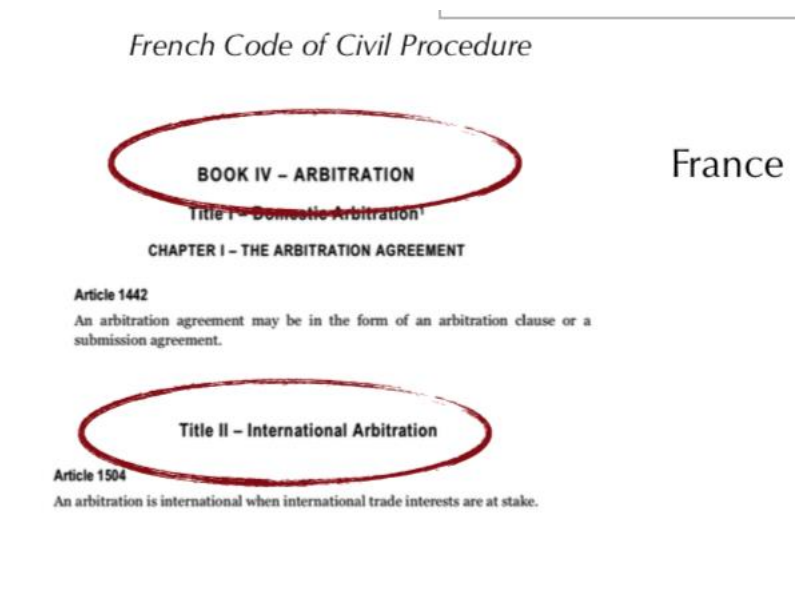 French Code of Civil Procedure
BOOK IV – ARBITRATION
France
Title I – Domestic Arbitration¹
CHAPTER I – THE ARBITRATION AGREEMENT
Article 1442
An arbitration agreement may be in the form of an arbitration clause or a
submission agreement.
Title II – International Arbitration
Article 1504
An arbitration is international when international trade interests are at stake.